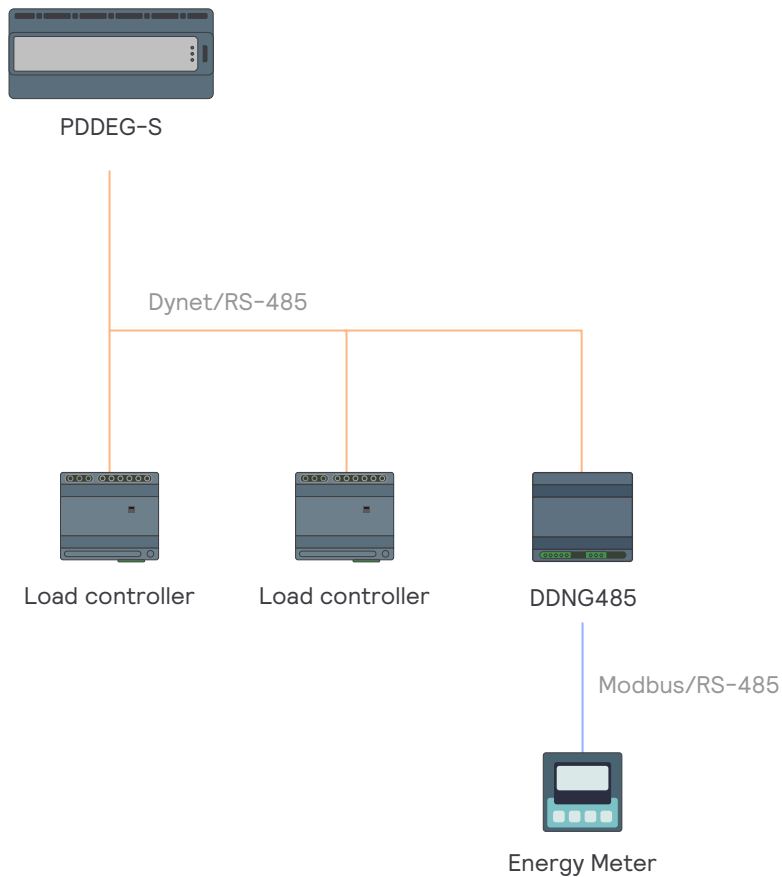 PDDEG-S
Dynet/RS-485
Load controller
Load controller
DDNG485
Modbus/RS-485
Energy Meter